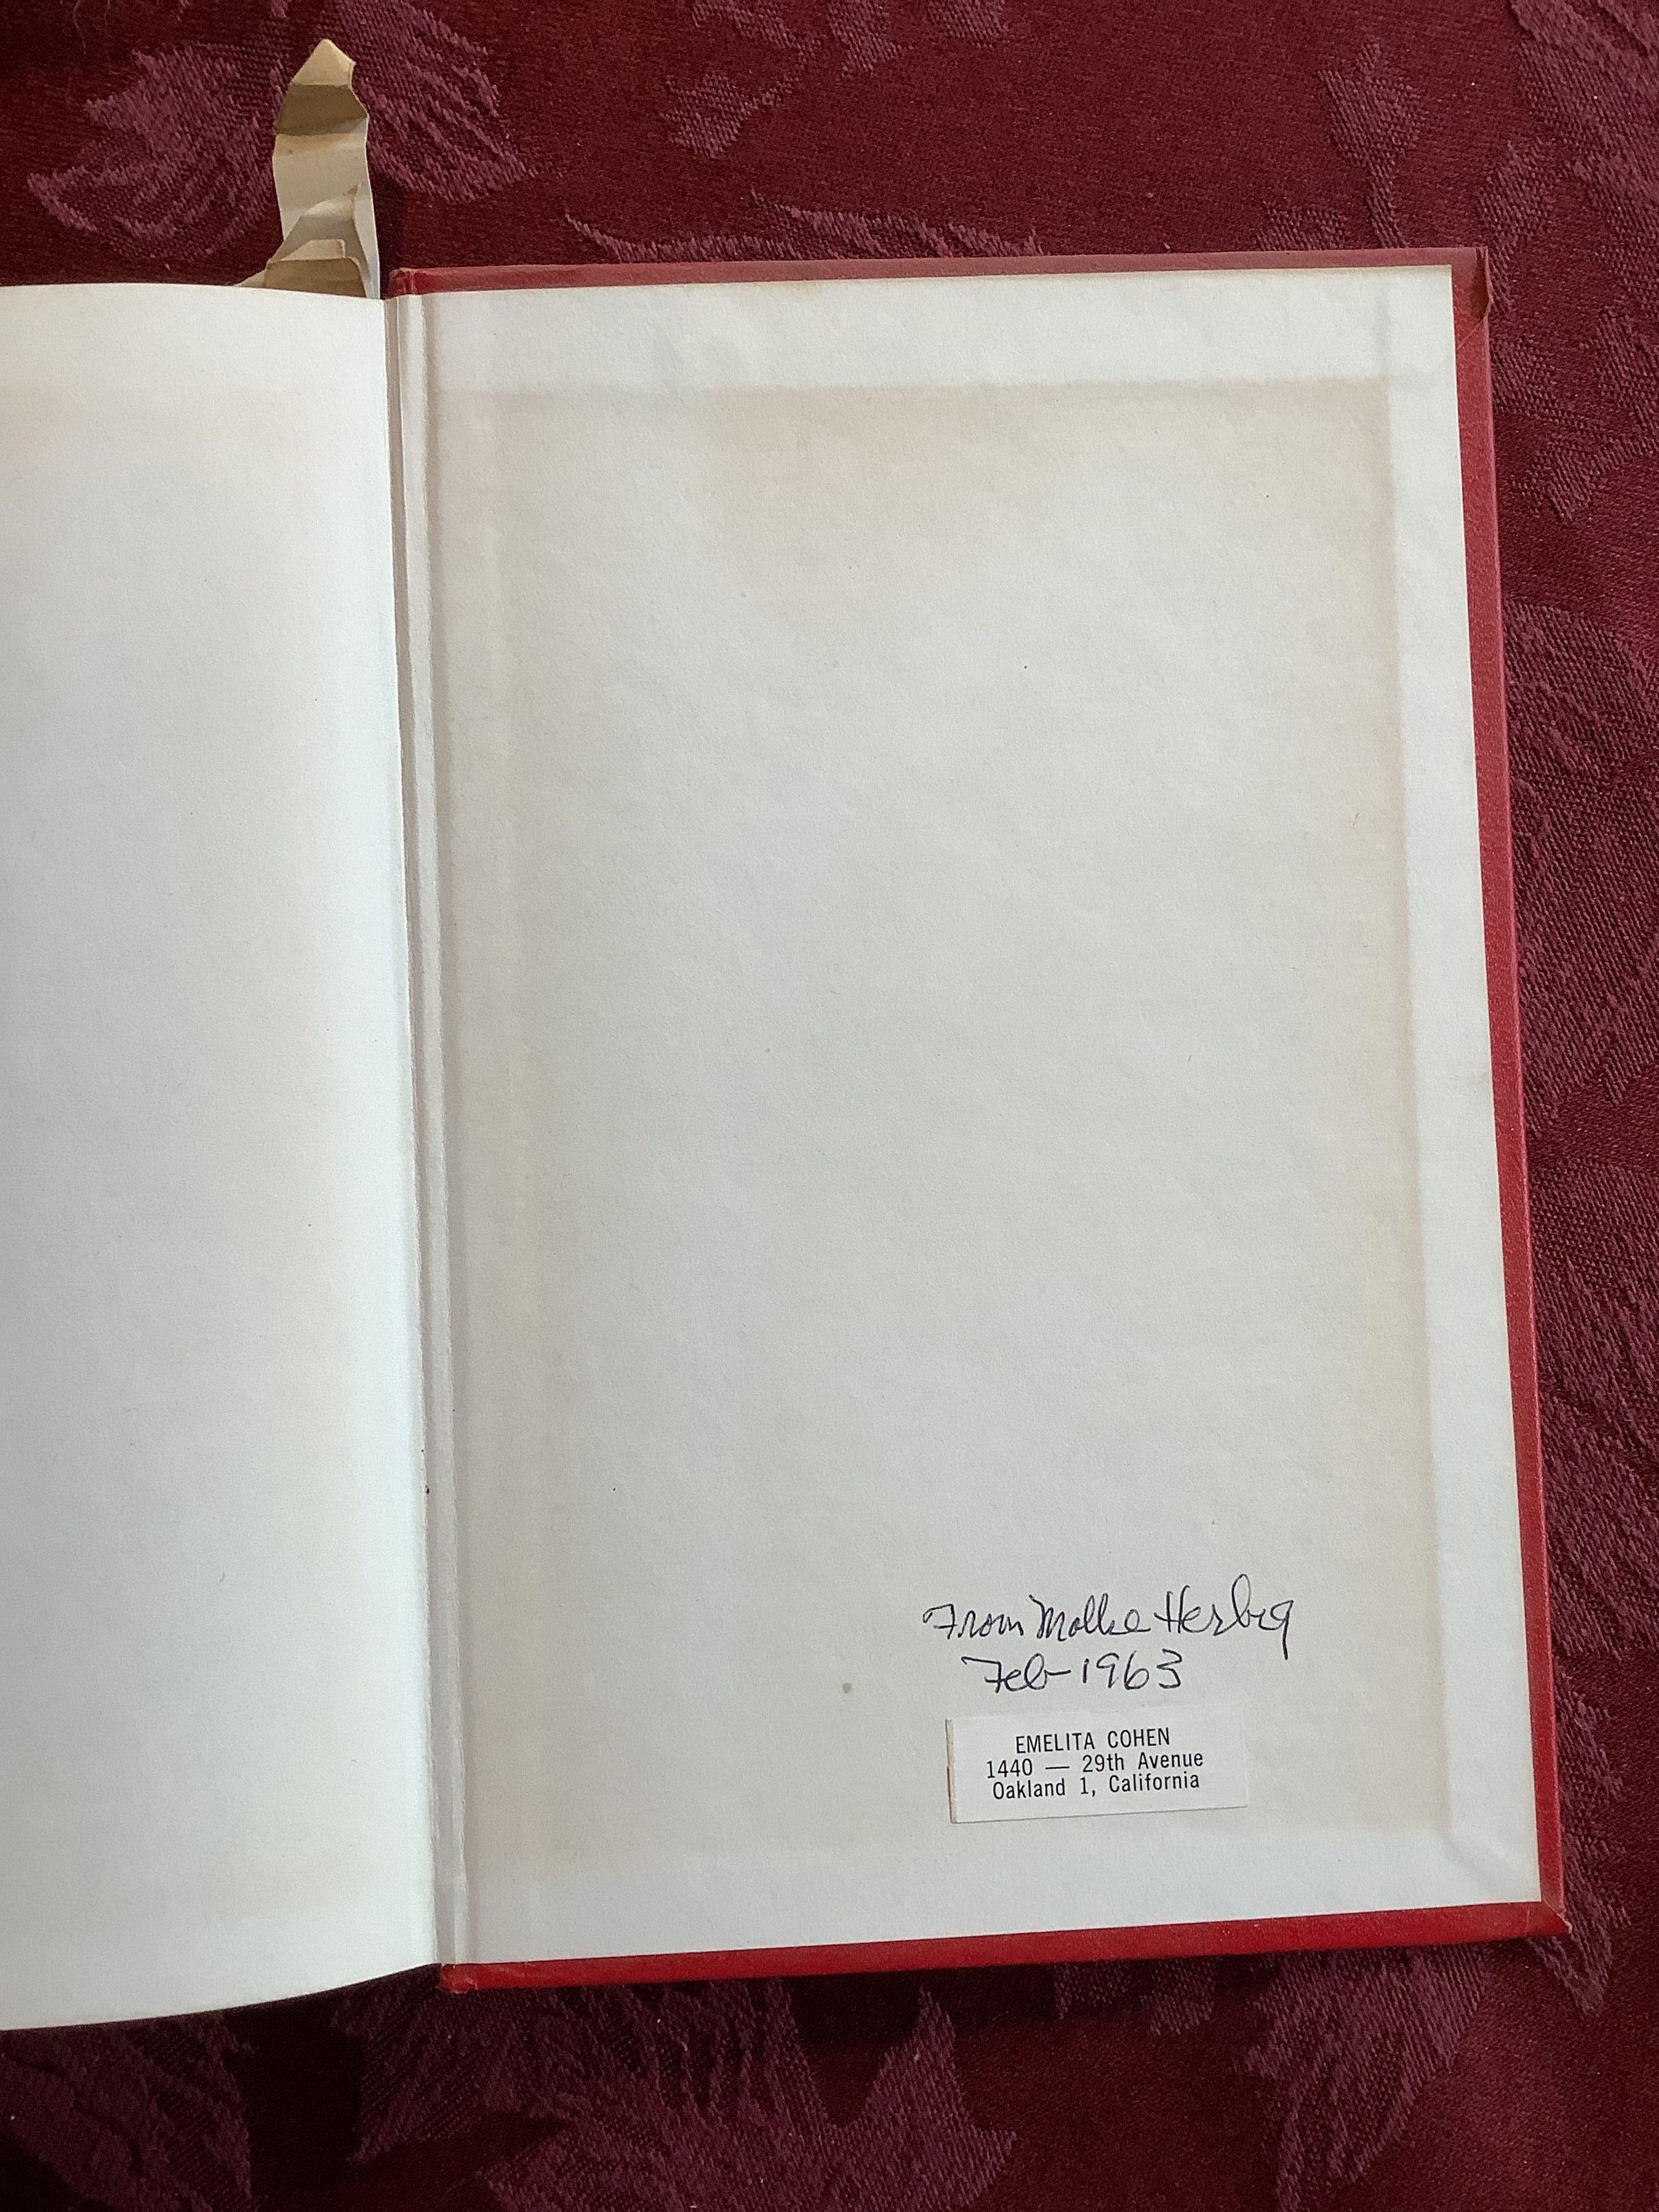 From Mollie Herbig
Feb - 1963
EMELITA COHEN
1440 — 29th Avenue
Oakland 1, California